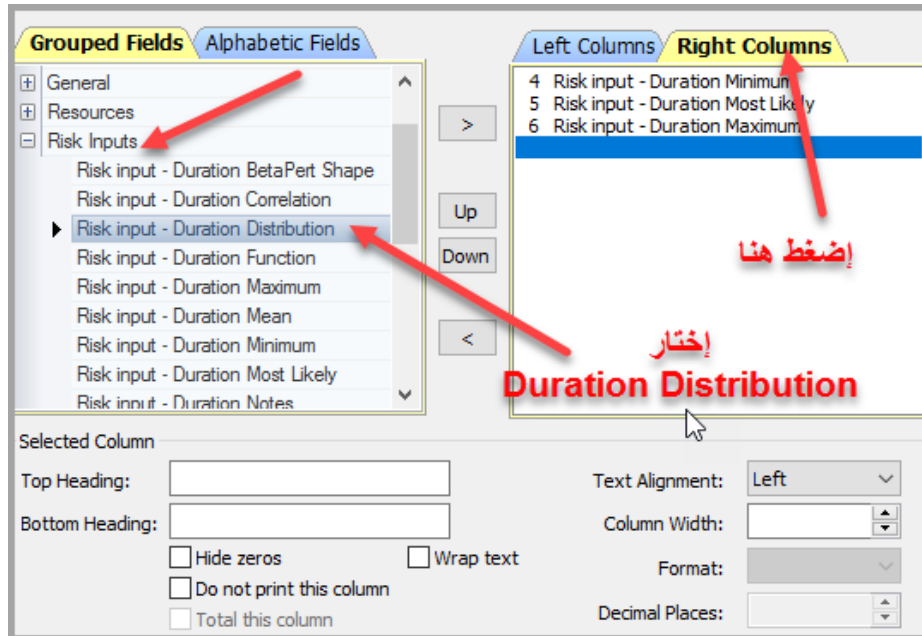 Grouped Fields Alphabetic Fields
General
Resources
Risk Inputs
Risk input - Duration BetaPert Shape
Risk input - Duration Correlation
Risk input - Duration Distribution
Risk input - Duration Function
Risk input - Duration Maximum
Risk input - Duration Mean
Risk input - Duration Minimum
Risk input - Duration Most Likely
Risk input - Duration Notes
>
Up
Down
<
Left Columns Right Columns
4 Risk input - Duration Minimum
5 Risk input - Duration Most Likely
6 Risk input - Duration Maximum
إضغط هنا
إختار
Duration Distribution
Selected Column
Top Heading:
Bottom Heading:
Hide zeros Wrap text
Do not print this column
Total this column
Text Alignment: Left
Column Width:
Format:
Decimal Places: